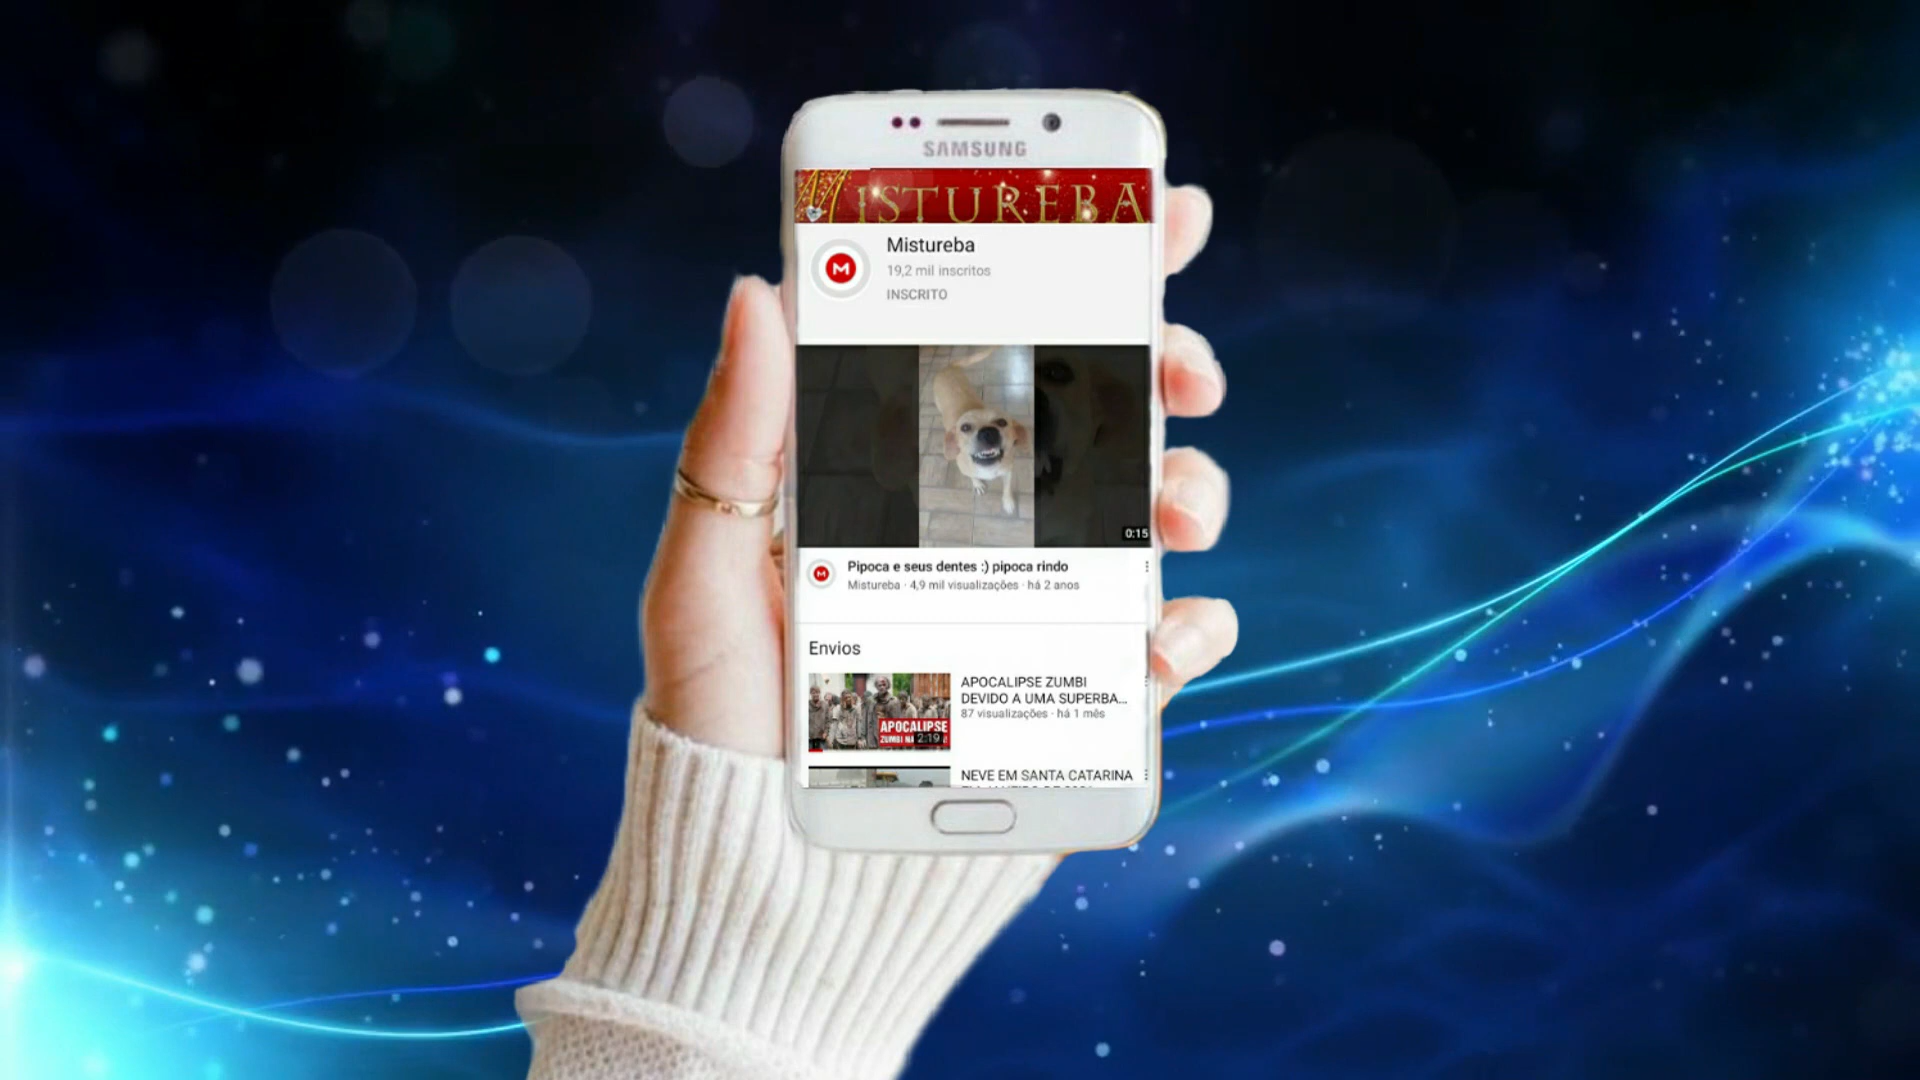 SAMSUNG
MISTUREBA
Mistureba
19,2 mil inscritos
INSCRITO
0:15
Pipoca e seus dentes :) pipoca rindo
Mistureba · 4,9 mil visualizações · há 2 anos
Envios
APOCALIPSE ZUMBI
DEVIDO A UMA SUPERBA...
87 visualizações · há 1 mês
APOCALIPSE
ZUMBI
2:19
NEVE EM SANTA CATARINA